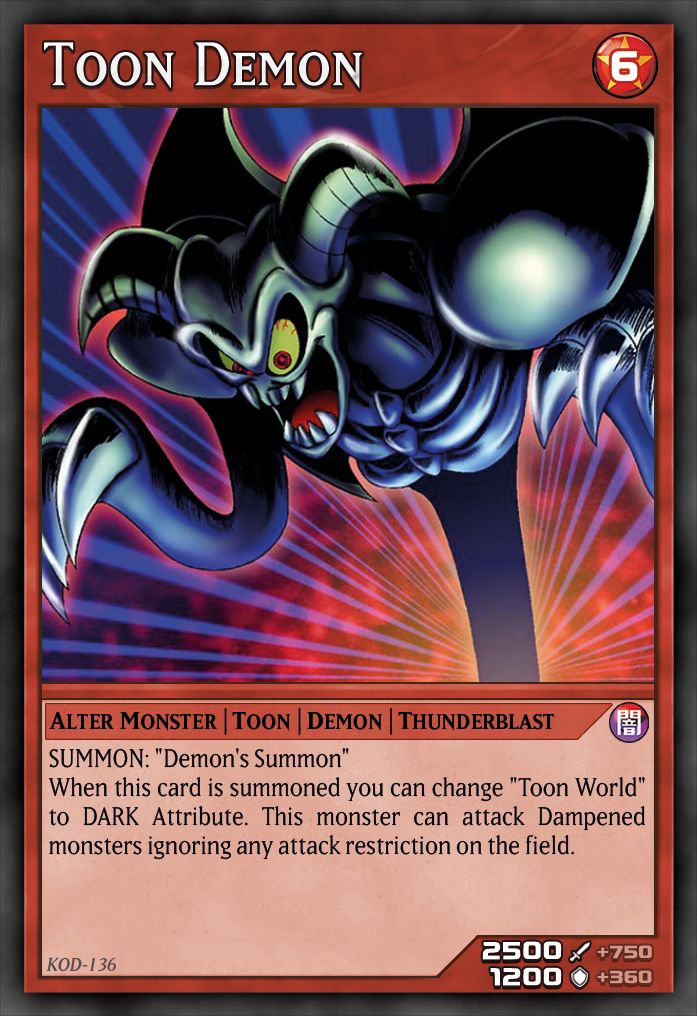 TOON DEMON
6
ALTER MONSTER | TOON | DEMON | THUNDERBLAST
闇
SUMMON: "Demon's Summon"
When this card is summoned you can change "Toon World"
to DARK Attribute. This monster can attack Dampened
monsters ignoring any attack restriction on the field.
2500 +750
KOD-136
1200 +360